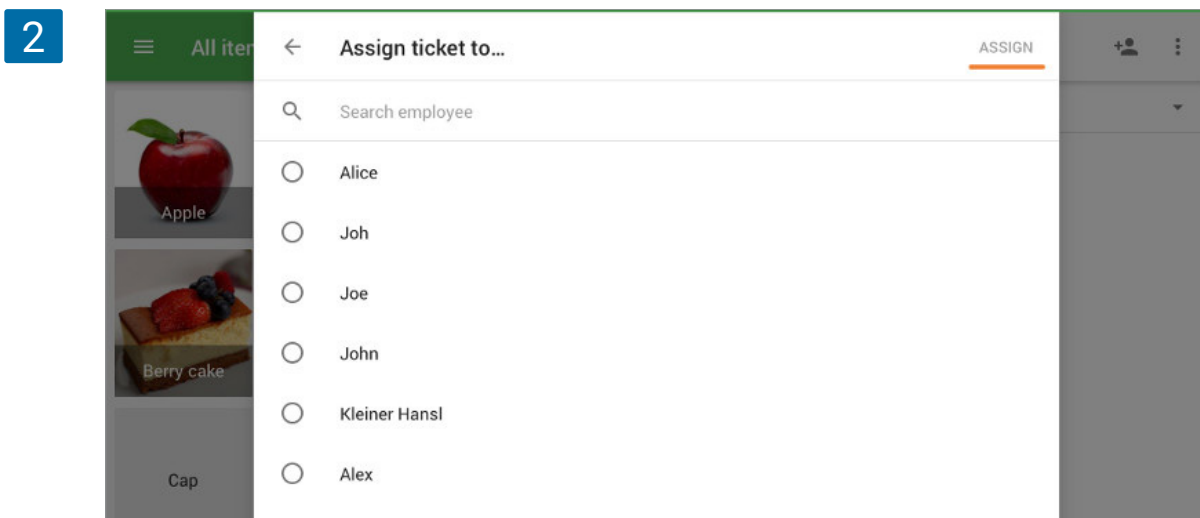 2
All iter
Assign ticket to…
ASSIGN
Search employee
Alice
Apple
Joh
Joe
John
Berry cake
Kleiner Hansl
Alex
Cap